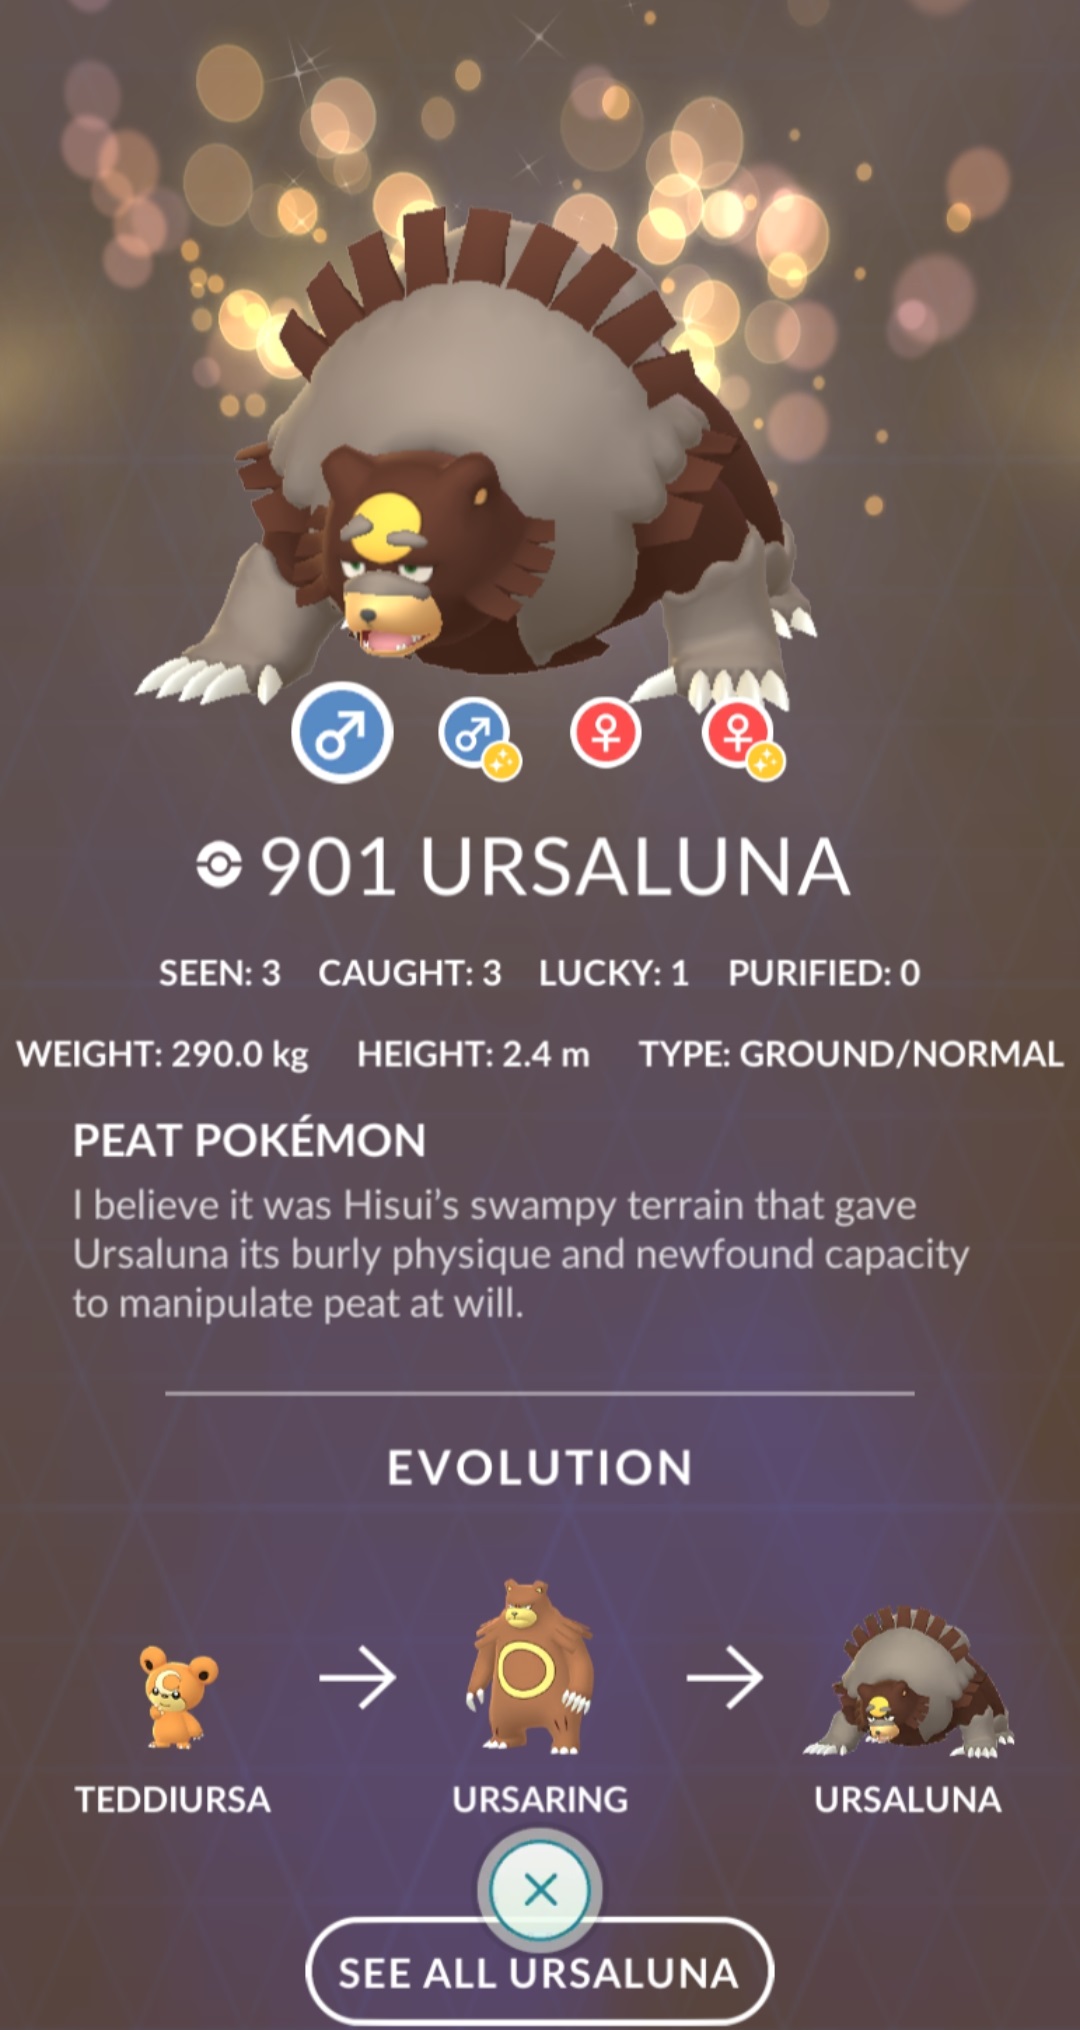 901 URSALUNA
SEEN: 3 CAUGHT: 3 LUCKY: 1 PURIFIED: 0
WEIGHT: 290.0 kg HEIGHT: 2.4 m TYPE: GROUND/NORMAL
PEAT POKÉMON
I believe it was Hisui's swampy terrain that gave
Ursaluna its burly physique and newfound capacity
to manipulate peat at will.
EVOLUTION
TEDDIURSA URSARING URSALUNA
SEE ALL URSALUNA